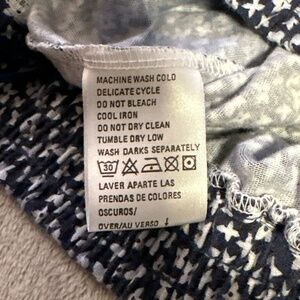 MACHINE WASH COLD
DELICATE CYCLE
DO NOT BLEACH
COOL IRON
DO NOT DRY CLEAN
TUMBLE DRY LOW
WASH DARKS SEPARATELY
30
LAVER APARTE LAS
PRENDAS DE COLORES
OSCUROS/
OVER/AU VERSO ↓